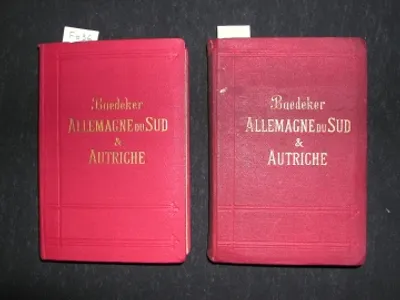 Baedeker
ALLEMAGNE DU SUD
&
AUTRICHE
Baedeker
ALLEMAGNE DU SUD
&
AUTRICHE